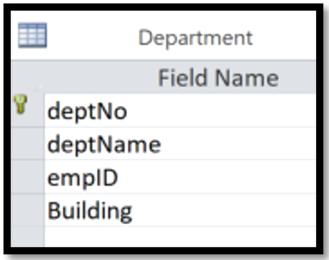 Department
Field Name
deptNo
deptName
empID
Building